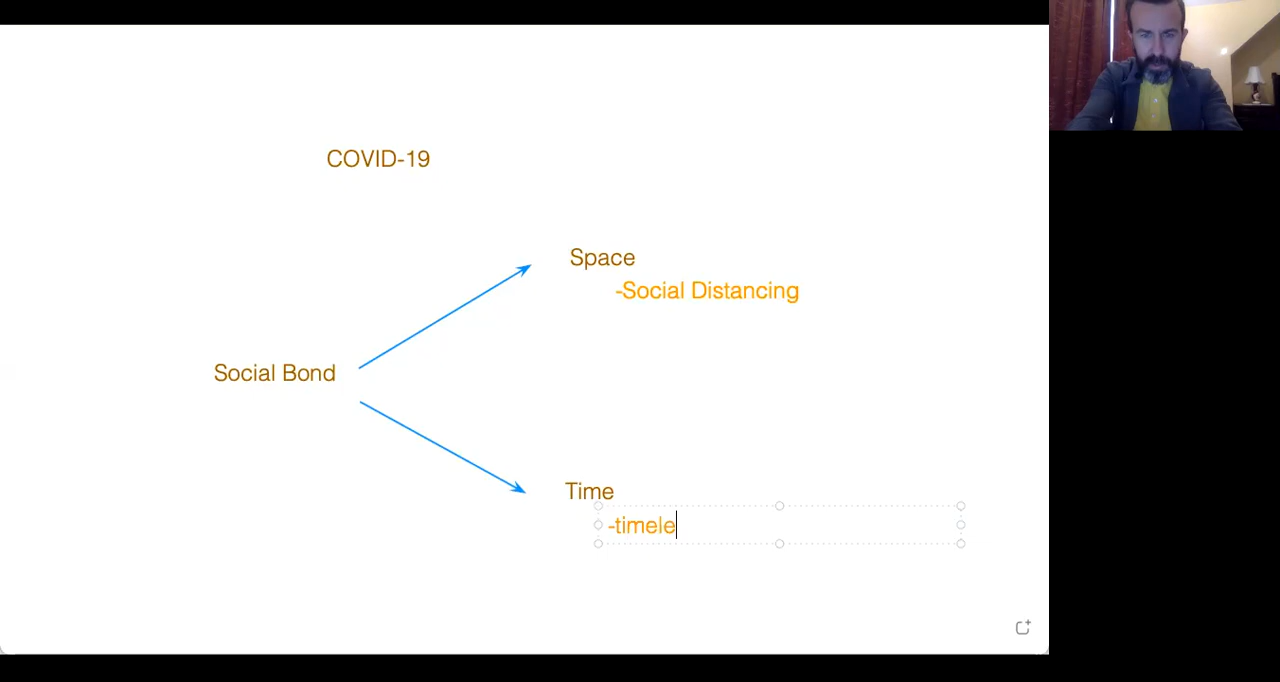 COVID-19
Space
-Social Distancing
Social Bond
Time
-timele